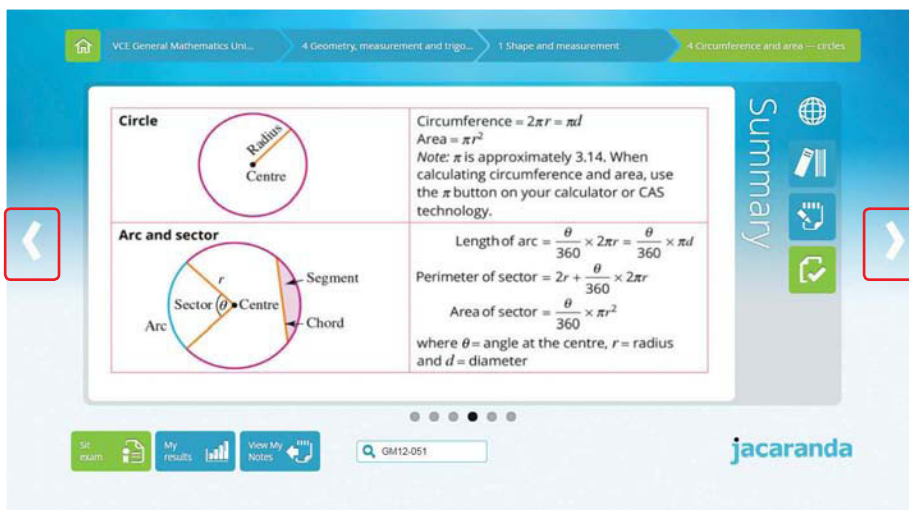 VCE General Mathematics Uni...
4 Geometry, measurement and trigo...
1 Shape and measurement
4 Circumference and area — circles
Summary
Circle
Radius
Centre
Circumference = 2πr = πd
Area = πr²
Note: π is approximately 3.14. When
calculating circumference and area, use
the π button on your calculator or CAS
technology.
Arc and sector
r
Segment
Sector
θ
Centre
Arc
Chord
Length of arc = θ/360 × 2πr = θ/360 × πd
Perimeter of sector = 2r + θ/360 × 2πr
Area of sector = θ/360 × πr²
where θ = angle at the centre, r = radius
and d = diameter
Sit
exam
My
results
View My
Notes
GM12-051
jacaranda